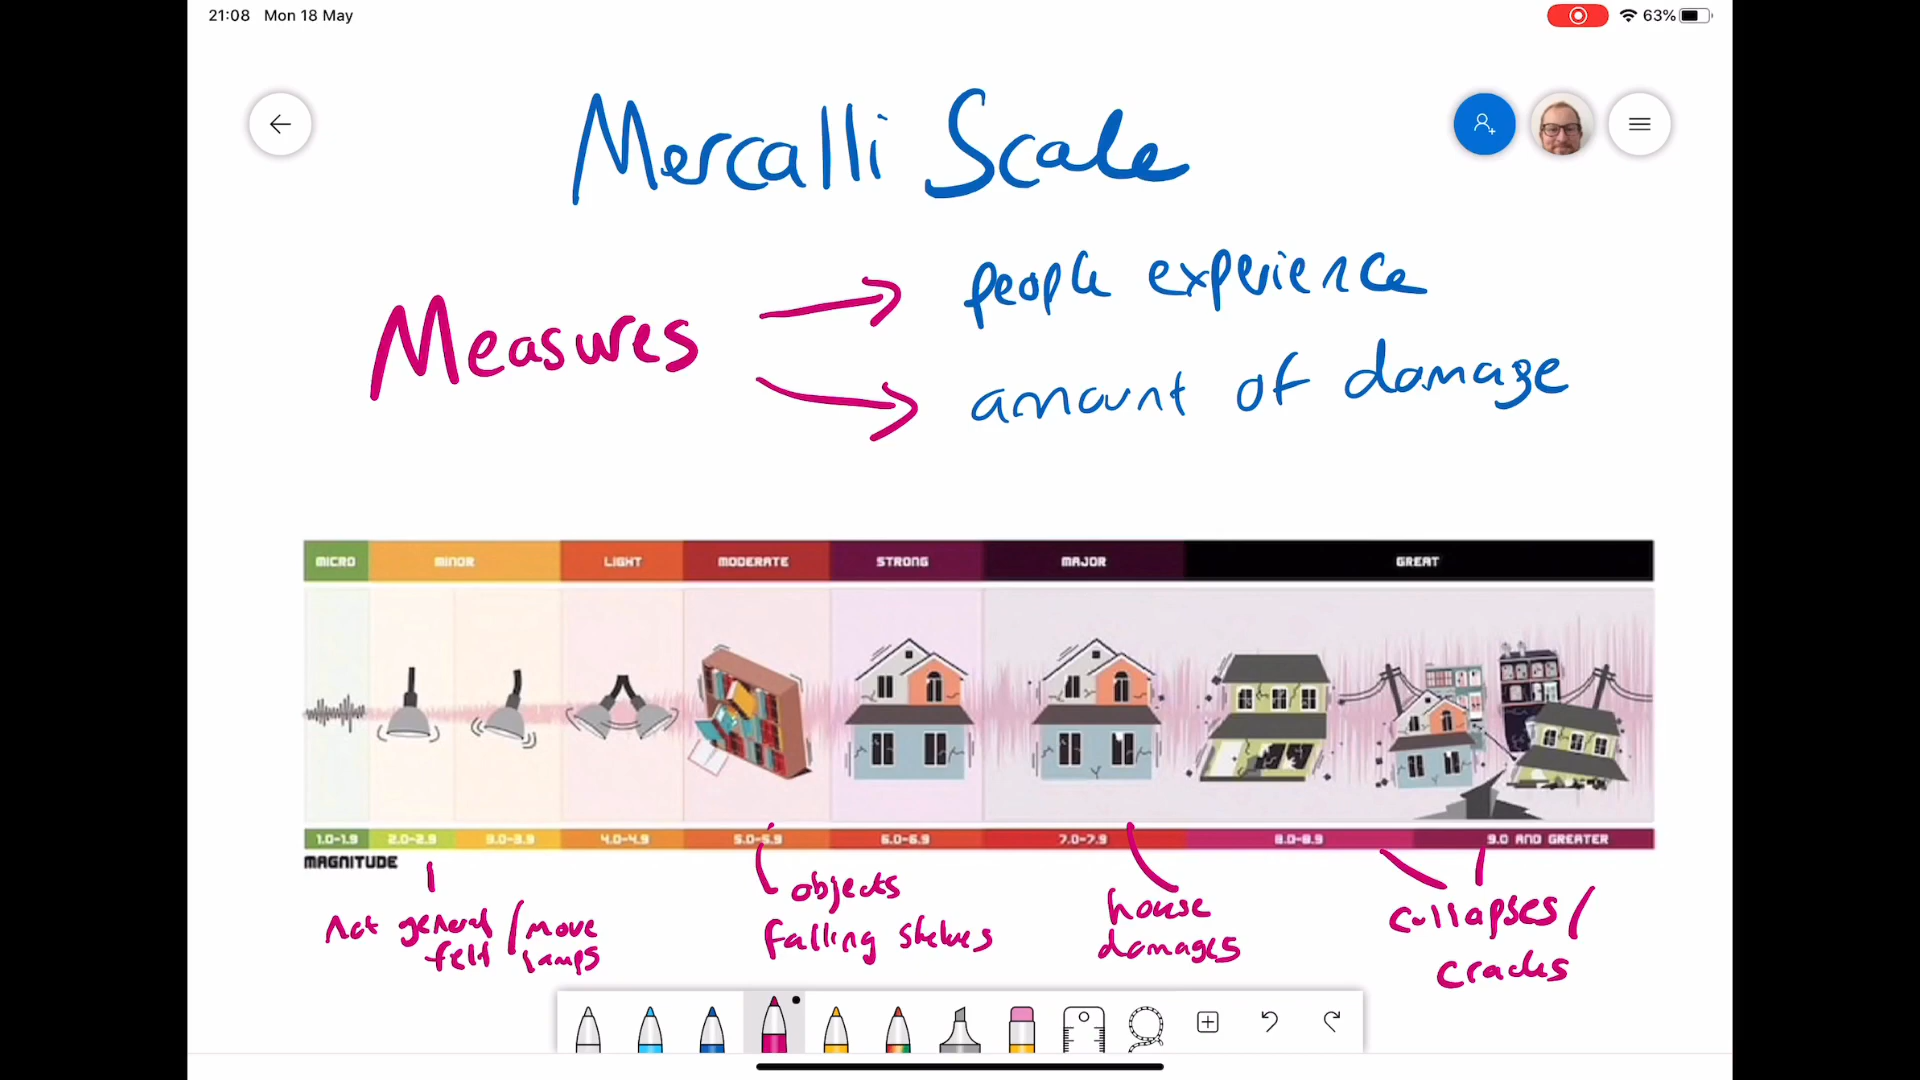 21:08 Mon 18 May
63%
Mercalli Scale
Measures
people experience
amount of damage
MICRO MINOR LIGHT MODERATE STRONG MAJOR GREAT
1.0-1.9 2.0-2.9 3.0-3.9 4.0-4.9 5.0-5.9 6.0-6.9 7.0-7.9 8.0-8.9 9.0 AND GREATER
MAGNITUDE
not general / move
felt lamps
objects
falling shelves
house
damages
collapses /
cracks